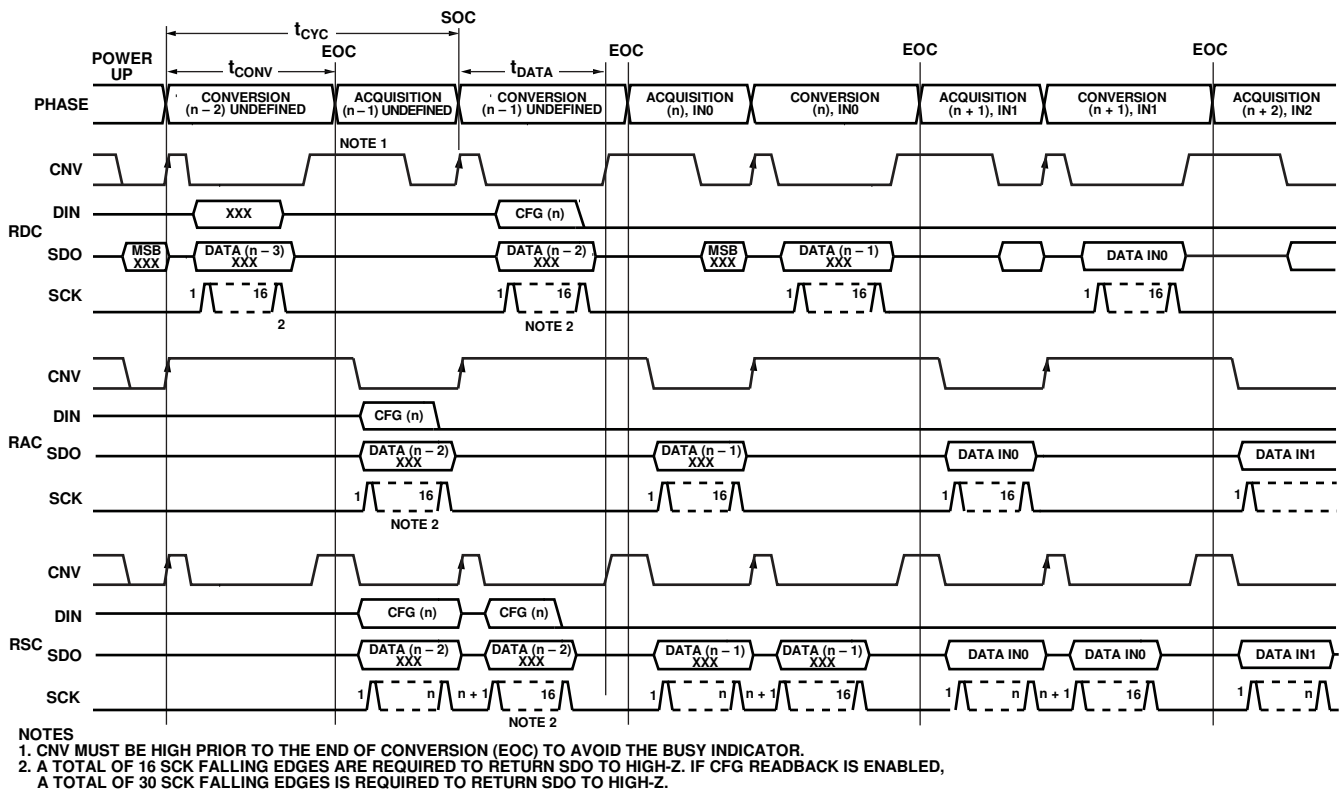 SOC
tCYC
POWER UP
EOC
EOC
EOC
EOC
tCONV
tDATA
PHASE
CONVERSION (n – 2) UNDEFINED
ACQUISITION (n – 1) UNDEFINED
CONVERSION (n – 1) UNDEFINED
ACQUISITION (n), IN0
CONVERSION (n), IN0
ACQUISITION (n + 1), IN1
CONVERSION (n + 1), IN1
ACQUISITION (n + 2), IN2
NOTE 1
CNV
RDC
DIN
XXX
CFG (n)
SDO
MSB XXX
DATA (n – 3) XXX
DATA (n – 2) XXX
MSB XXX
DATA (n – 1) XXX
DATA IN0
SCK
1 16
1 16
1 16
1 16
2
NOTE 2
CNV
DIN
CFG (n)
RAC
SDO
DATA (n – 2) XXX
DATA (n – 1) XXX
DATA IN0
DATA IN1
SCK
1 16
1 16
1 16
1
NOTE 2
CNV
DIN
CFG (n)
CFG (n)
RSC
SDO
DATA (n – 2) XXX
DATA (n – 2) XXX
DATA (n – 1) XXX
DATA (n – 1) XXX
DATA IN0
DATA IN0
DATA IN1
SCK
1 n n + 1 16
1 n n + 1 16
1 n n + 1 16
1 n
NOTE 2
NOTES
1. CNV MUST BE HIGH PRIOR TO THE END OF CONVERSION (EOC) TO AVOID THE BUSY INDICATOR.
2. A TOTAL OF 16 SCK FALLING EDGES ARE REQUIRED TO RETURN SDO TO HIGH-Z. IF CFG READBACK IS ENABLED,
A TOTAL OF 30 SCK FALLING EDGES IS REQUIRED TO RETURN SDO TO HIGH-Z.